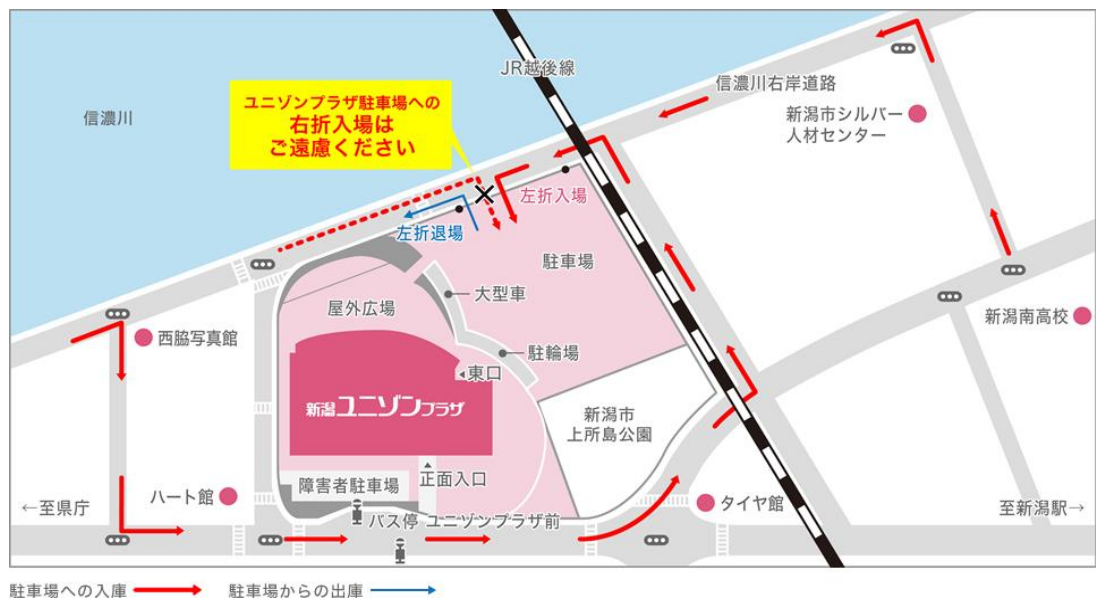 JR越後線
信濃川右岸道路
信濃川
ユニゾンプラザ駐車場への
右折入場は
ご遠慮ください
新潟市シルバー
人材センター
左折入場
左折退場
駐車場
大型車
屋外広場
西脇写真館
駐輪場
新潟南高校
東口
新潟ユニゾンプラザ
新潟市
上所島公園
正面入口
障害者駐車場
ハート館
タイヤ館
←至県庁
至新潟駅→
バス停 ユニゾンプラザ前
駐車場への入庫
駐車場からの出庫